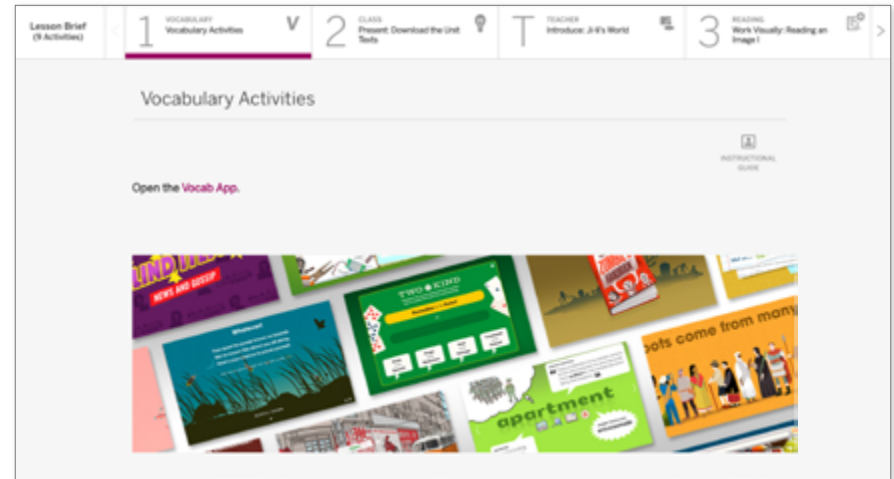 Lesson Brief
(9 Activities)
1
VOCABULARY
Vocabulary Activities
V
2
CLASS
Present: Download the Unit
Texts
T
TEACHER
Introduce: Ji-li's World
3
READING
Work Visually: Reading an
Image I
Vocabulary Activities
INSTRUCTIONAL
GUIDE
Open the Vocab App.
NEWS AND GOSSIP
Whatever!
TWO KIND
apartment
oots come from many